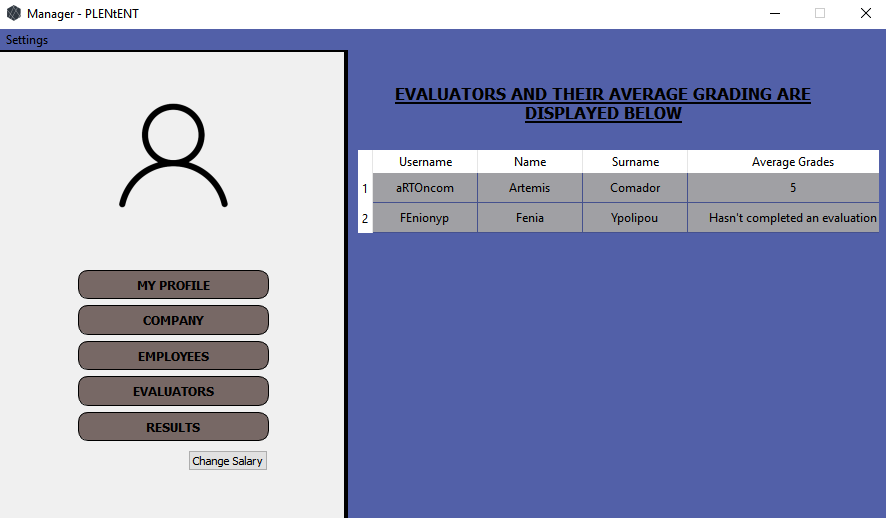 Manager - PLENtENT
Settings
EVALUATORS AND THEIR AVERAGE GRADING ARE
DISPLAYED BELOW
Username Name Surname Average Grades
1 aRTOncom Artemis Comador 5
2 FEnionyp Fenia Ypolipou Hasn't completed an evaluation
MY PROFILE
COMPANY
EMPLOYEES
EVALUATORS
RESULTS
Change Salary